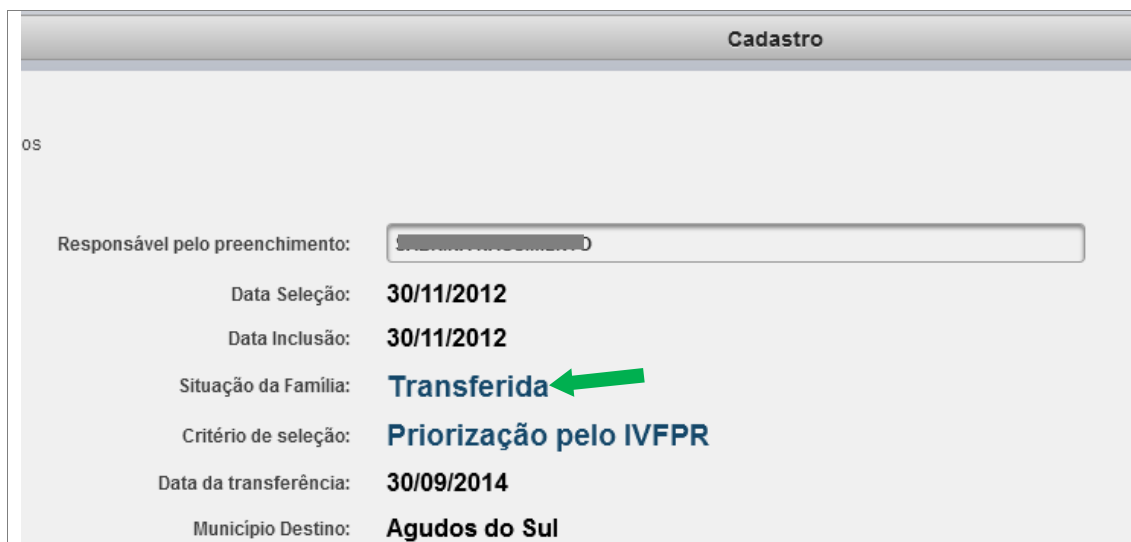 Cadastro
os
Responsável pelo preenchimento:
Data Seleção: 30/11/2012
Data Inclusão: 30/11/2012
Situação da Família: Transferida
Critério de seleção: Priorização pelo IVFPR
Data da transferência: 30/09/2014
Município Destino: Agudos do Sul